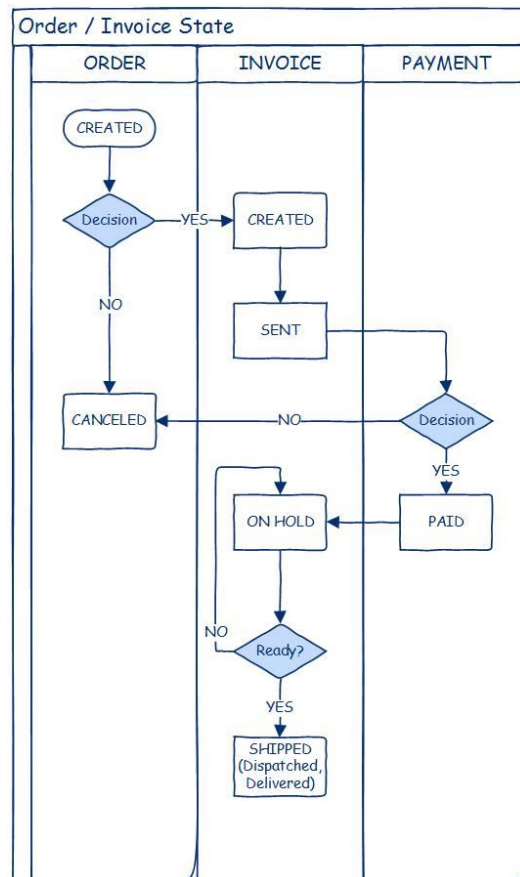 Order / Invoice State
ORDER
INVOICE
PAYMENT
CREATED
Decision
YES
CREATED
NO
SENT
CANCELED
NO
Decision
YES
ON HOLD
PAID
NO
Ready?
YES
SHIPPED
(Dispatched,
Delivered)